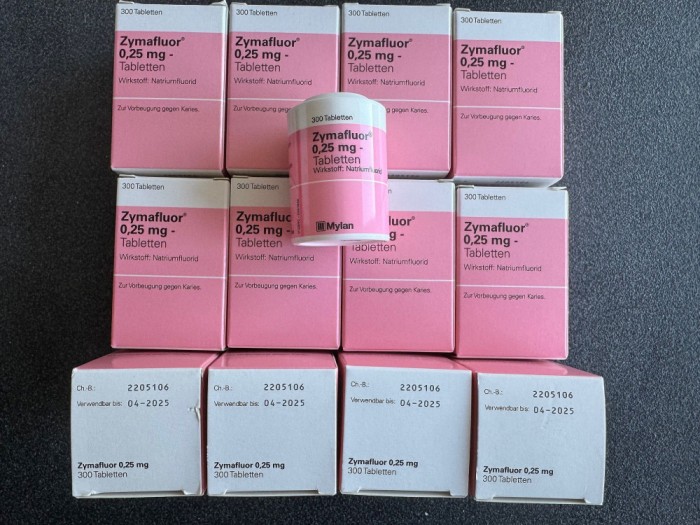 300 Tabletten
Zymafluor®
0,25 mg -
Tabletten
Wirkstoff: Natriumfluorid
Zur Vorbeugung gegen Karies.
300 Tabletten
Zymafluor®
0,25 mg -
Tabletten
Wirkstoff: Natriumfluorid
Zur Vorbeugung
300 Tabletten
Zymafluor®
0,25 mg -
Tabletten
Wirkstoff: Natriumfluorid
gegen Karies.
300 Tabletten
Zymafluor®
0,25 mg -
Tabletten
Wirkstoff: Natriumfluorid
Zur Vorbeugung gegen Karies.
300 Tabletten
Zymafluor®
0,25 mg -
Tabletten
Wirkstoff: Natriumfluorid
Mylan
300 Tabletten
Zymafluor®
0,25 mg -
Tabletten
Wirkstoff: Natriumfluorid
Zur Vorbeugung gegen Karies.
300 Tabletten
Zymafluo
0,25 mg -
Tabletten
Wirkstoff: Natriumfluorid
Zur Vorbeugung gegen Karies.
luor®
g -
Tabletten
Wirkstoff: Natriumfluorid
Zur Vorbeugung gegen Karies.
300 Tabletten
Zymafluor®
0,25 mg -
Tabletten
Wirkstoff: Natriumfluorid
Zur Vorbeugung gegen Karies.
Ch.-B.: 2205106
Verwendbar bis: 04-2025
Zymafluor 0,25 mg
300 Tabletten
Ch.-B.: 2205106
Verwendbar bis: 04-2025
Zymafluor 0,25 mg
300 Tabletten
Ch.-B.: 2205106
Verwendbar bis: 04-2025
Zymafluor 0,25 mg
300 Tabletten
Ch.-B.: 2205106
Verwendbar bis: 04-2025
Zymafluor 0,25 mg
300 Tabletten